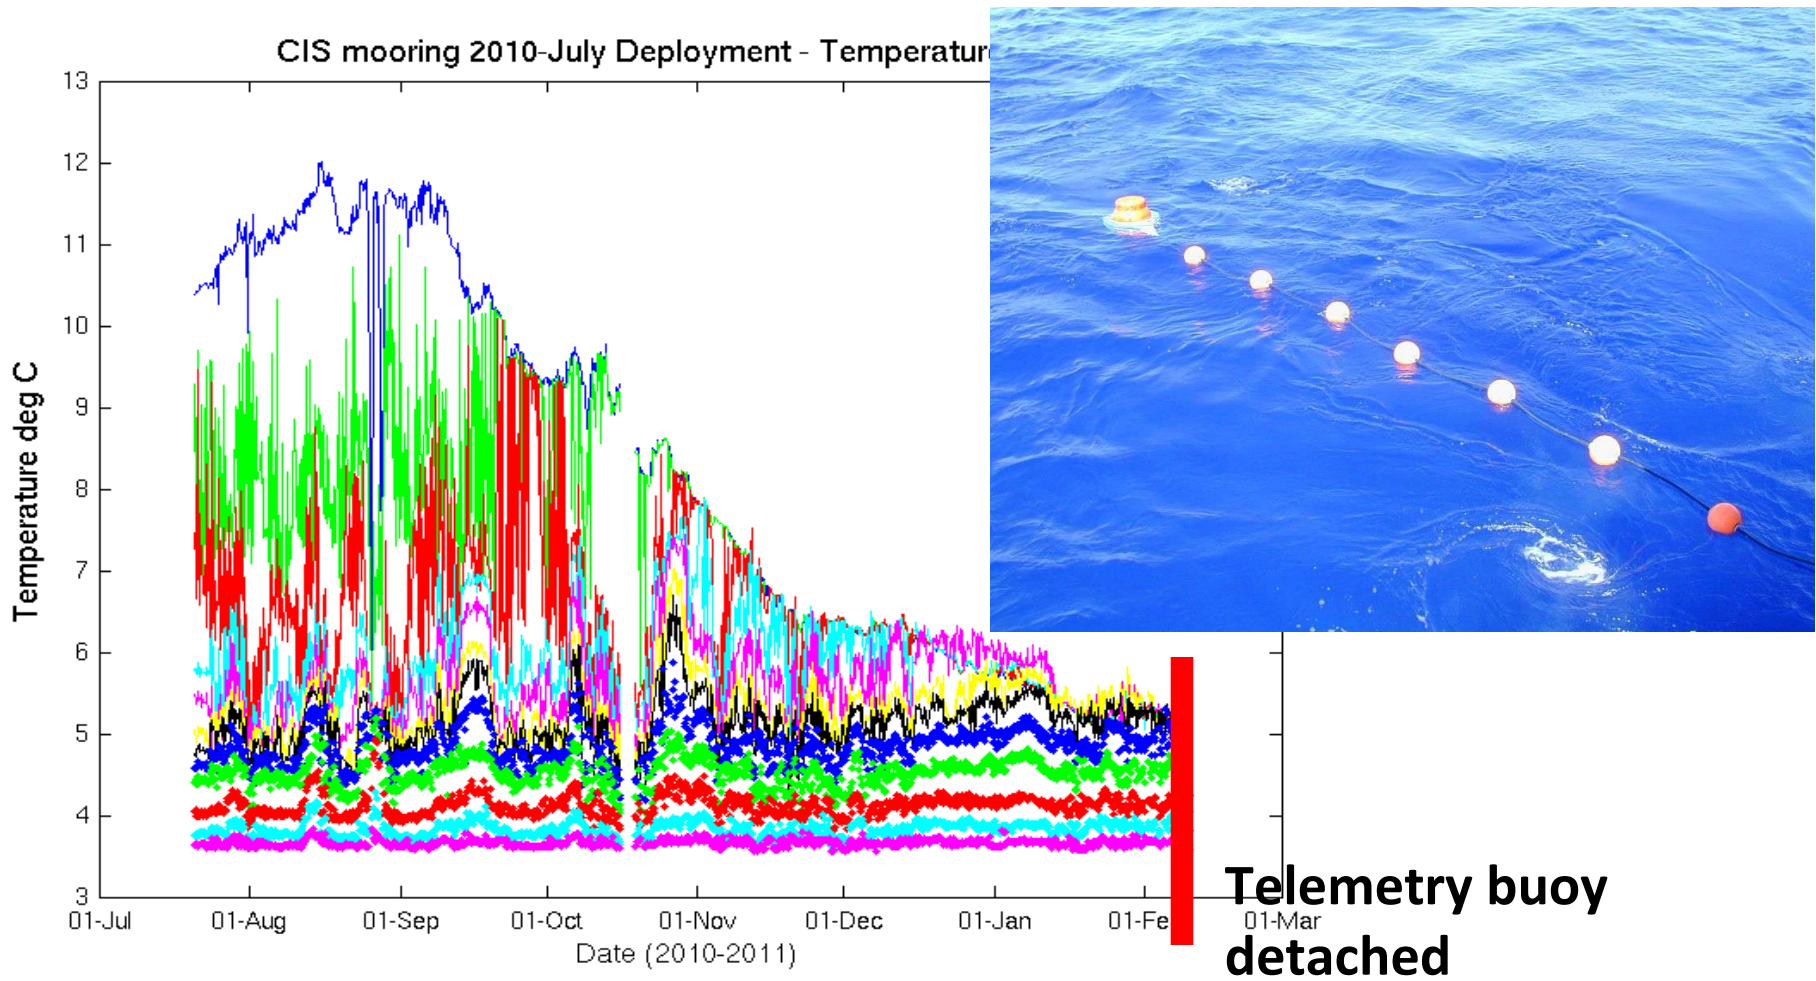 CIS mooring 2010-July Deployment - Temperature
13
12
11
10
9
8
7
6
5
4
3
Temperature deg C
01-Jul 01-Aug 01-Sep 01-Oct 01-Nov 01-Dec 01-Jan 01-Fe 01-Mar
Date (2010-2011)
Telemetry buoy
detached